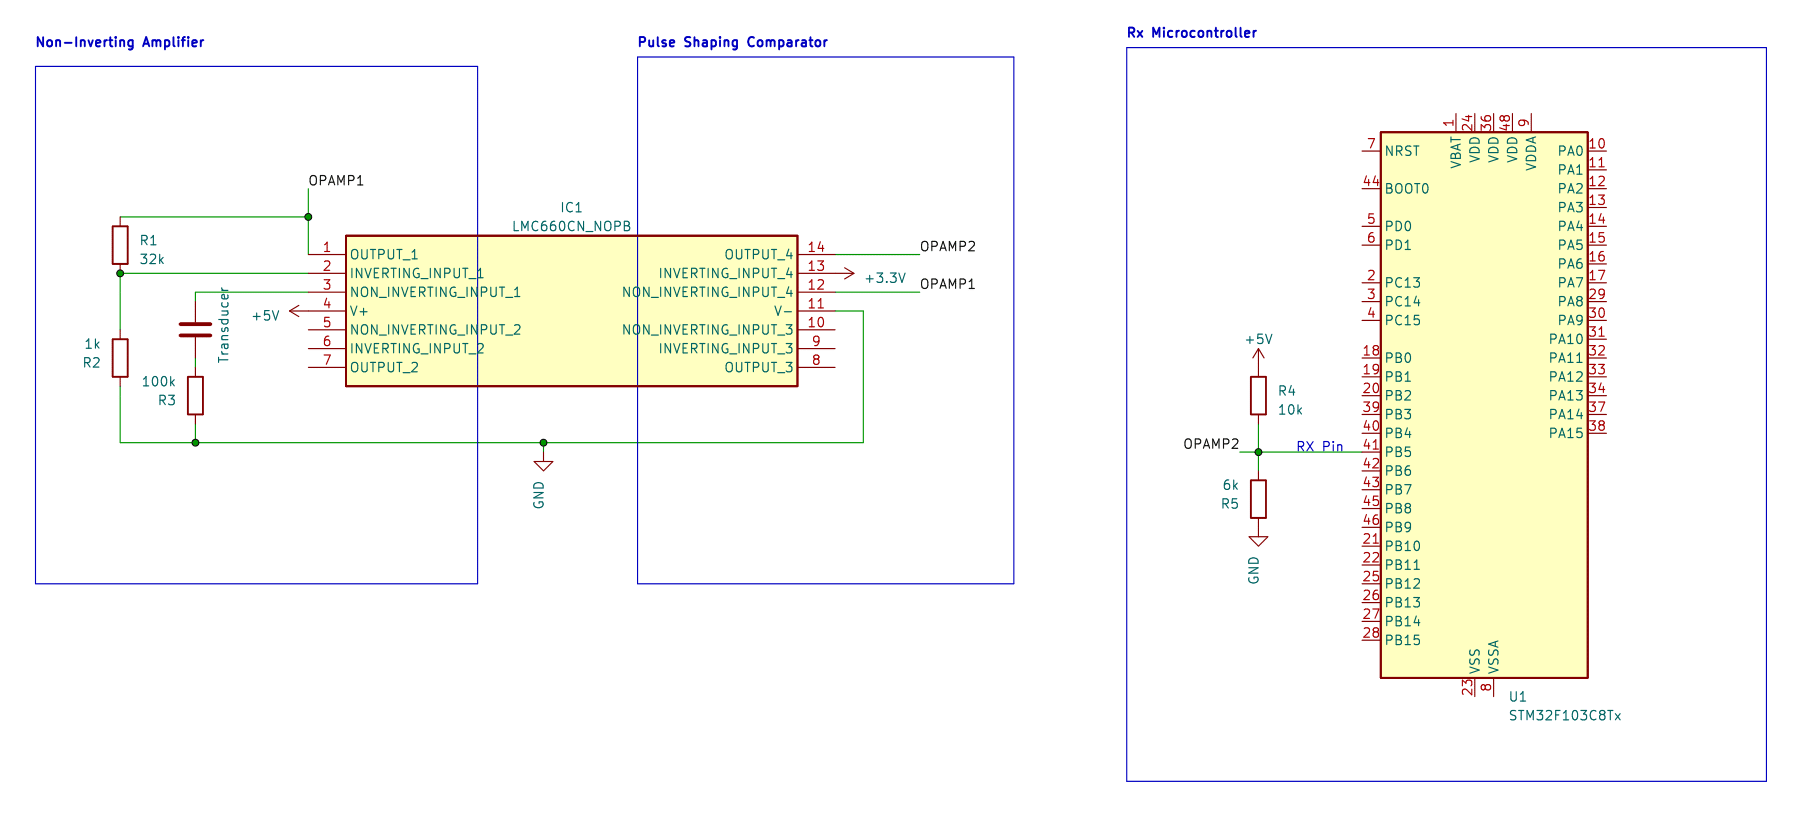 Non-Inverting Amplifier
OPAMP1
R1
32k
1k
R2
100k
R3
Transducer
+5V
IC1
LMC660CN_NOPB
1 OUTPUT_1
2 INVERTING_INPUT_1
3 NON_INVERTING_INPUT_1
4 V+
5 NON_INVERTING_INPUT_2
6 INVERTING_INPUT_2
7 OUTPUT_2
Pulse Shaping Comparator
OUTPUT_4 14
INVERTING_INPUT_4 13
NON_INVERTING_INPUT_4 12
V- 11
NON_INVERTING_INPUT_3 10
INVERTING_INPUT_3 9
OUTPUT_3 8
OPAMP2
+3.3V
OPAMP1
GND
Rx Microcontroller
+5V
R4
10k
OPAMP2
RX Pin
6k
R5
GND
1 VBAT
24 VDD
36 VDD
48 VDD
9 VDDA
7 NRST
44 BOOT0
5 PD0
6 PD1
2 PC13
3 PC14
4 PC15
18 PB0
19 PB1
20 PB2
39 PB3
40 PB4
41 PB5
42 PB6
43 PB7
45 PB8
46 PB9
21 PB10
22 PB11
25 PB12
26 PB13
27 PB14
28 PB15
PA0 10
PA1 11
PA2 12
PA3 13
PA4 14
PA5 15
PA6 16
PA7 17
PA8 29
PA9 30
PA10 31
PA11 32
PA12 33
PA13 34
PA14 37
PA15 38
VSS 23
VSSA 8
U1
STM32F103C8Tx